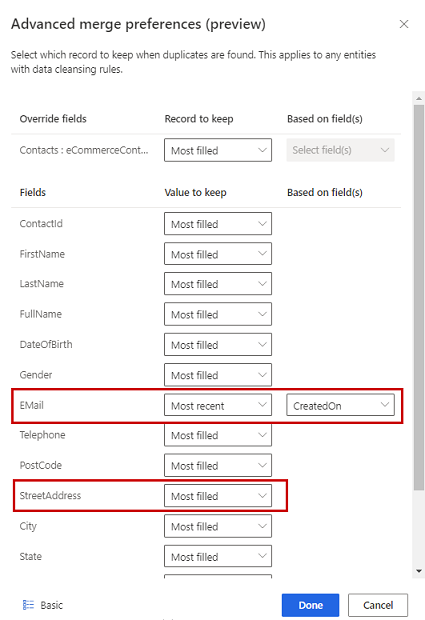 Advanced merge preferences (preview)
Select which record to keep when duplicates are found. This applies to any entities
with data cleansing rules.
Override fields Record to keep Based on field(s)
Contacts : eCommerceCont... Most filled Select field(s)
Fields Value to keep Based on field(s)
ContactId Most filled
FirstName Most filled
LastName Most filled
FullName Most filled
DateOfBirth Most filled
Gender Most filled
EMail Most recent CreatedOn
Telephone Most filled
PostCode Most filled
StreetAddress Most filled
City Most filled
State Most filled
Basic Done Cancel